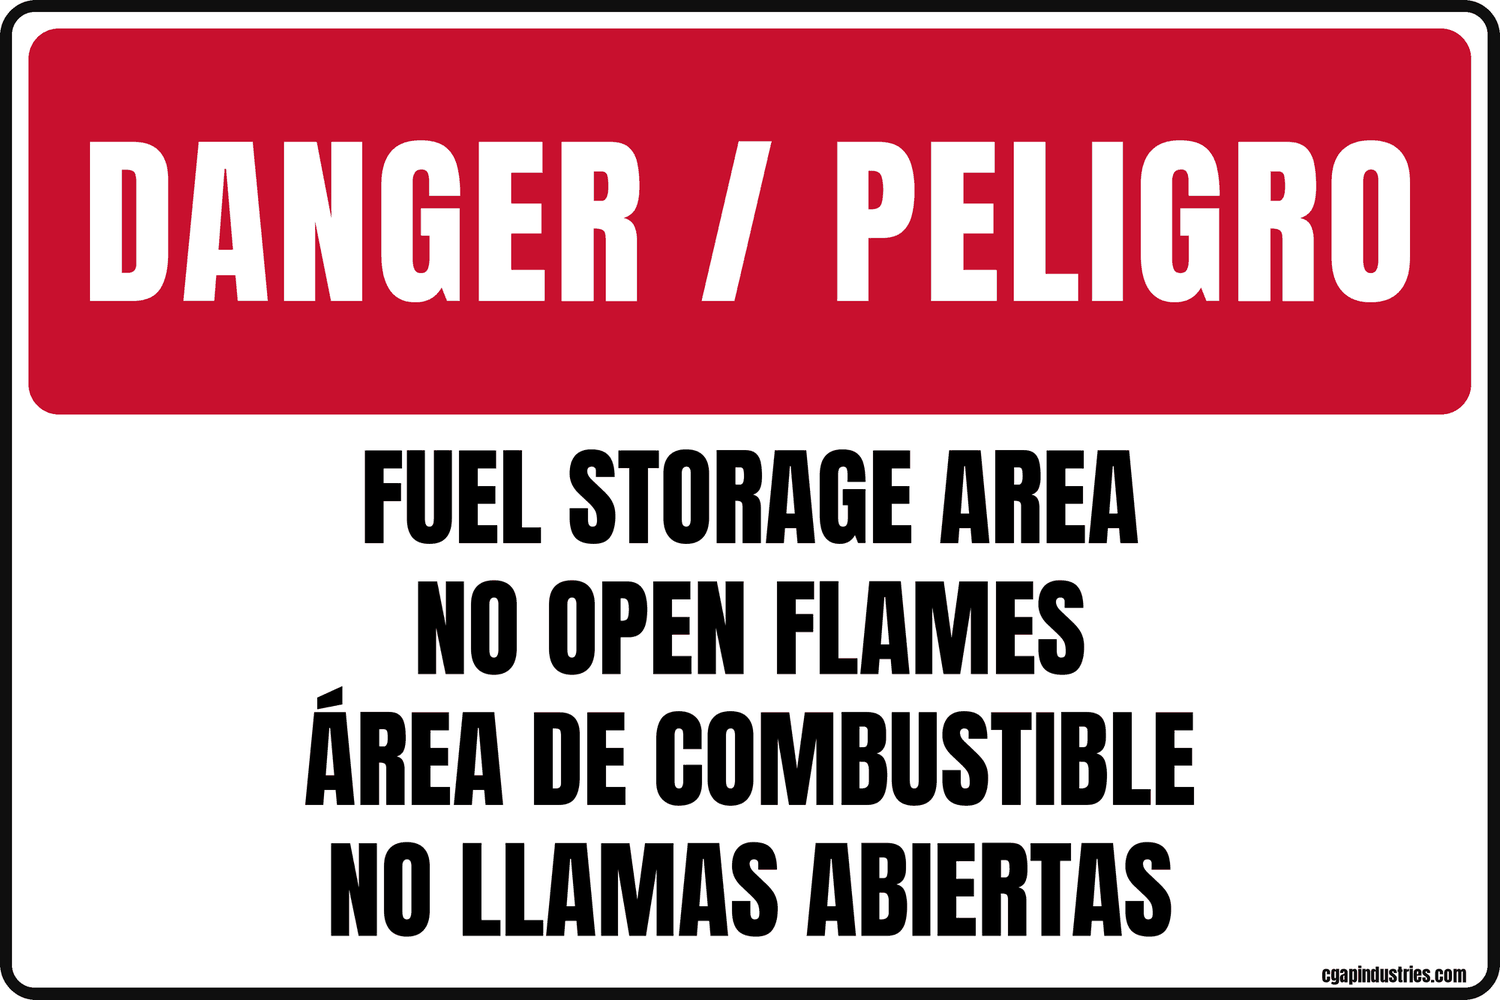 DANGER / PELIGRO
FUEL STORAGE AREA
NO OPEN FLAMES
ÁREA DE COMBUSTIBLE
NO LLAMAS ABIERTAS
cgapindustries.com